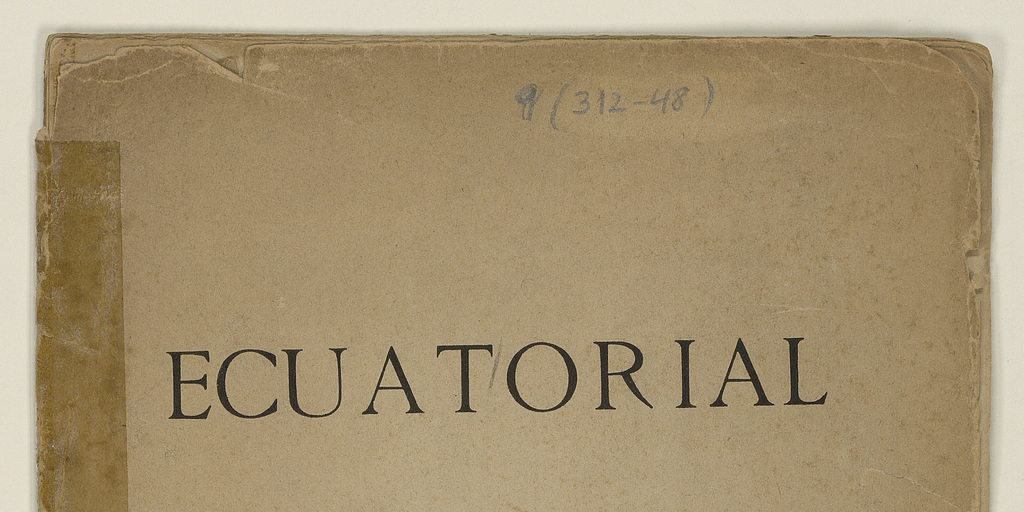 9 (312-48)
ECUATORIAL